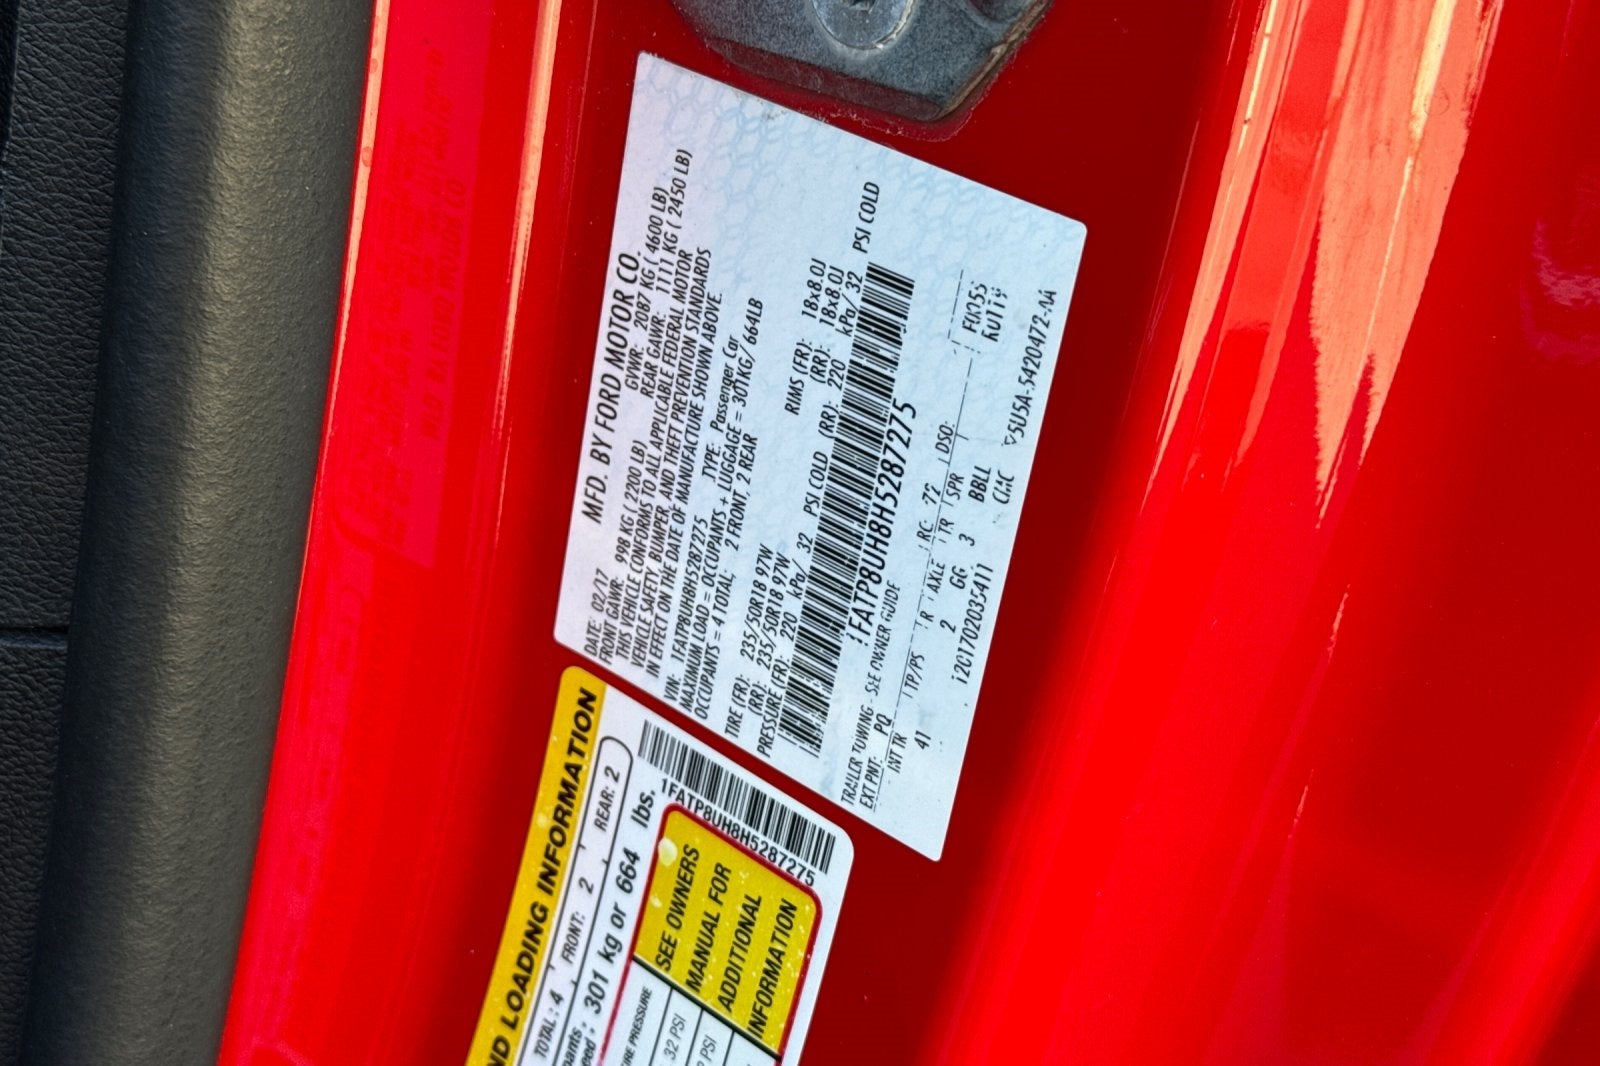 MFD. BY FORD MOTOR CO.
DATE: 02/17 GVWR: 2087 KG ( 4600 LB)
FRONT GAWR: 998 KG ( 2200 LB) REAR GAWR: 1111 KG ( 2450 LB)
THIS VEHICLE CONFORMS TO ALL APPLICABLE FEDERAL MOTOR
VEHICLE SAFETY, BUMPER, AND THEFT PREVENTION STANDARDS
IN EFFECT ON THE DATE OF MANUFACTURE SHOWN ABOVE.
VIN: 1FATP8UH8H5287275 TYPE: Passenger Car
MAXIMUM LOAD = OCCUPANTS + LUGGAGE = 301KG/ 664LB
OCCUPANTS = 4 TOTAL, 2 FRONT, 2 REAR
TIRE (FR): 235/50R18 97W RIMS (FR): 18x8.0J
(RR): 235/50R18 97W (RR): 18x8.0J
PRESSURE (FR): 220 kPa/ 32 PSI COLD (RR): 220 kPa/ 32 PSI COLD
1FATP8UH8H5287275
TRAILER TOWING - SEE OWNER GUIDE
EXT PNT: PQ RC: 72 DSO:
INT TR TP/PS R AXLE TR SPR
41 2 GG 3 BBLL
5U5A-5420472-AA
ND LOADING INFORMATION
TOTAL : 4 FRONT: 2 REAR: 2
301 kg or 664 lbs.
1FATP8UH8H5287275
32 PSI
PSI
SEE OWNERS
MANUAL FOR
ADDITIONAL
INFORMATION